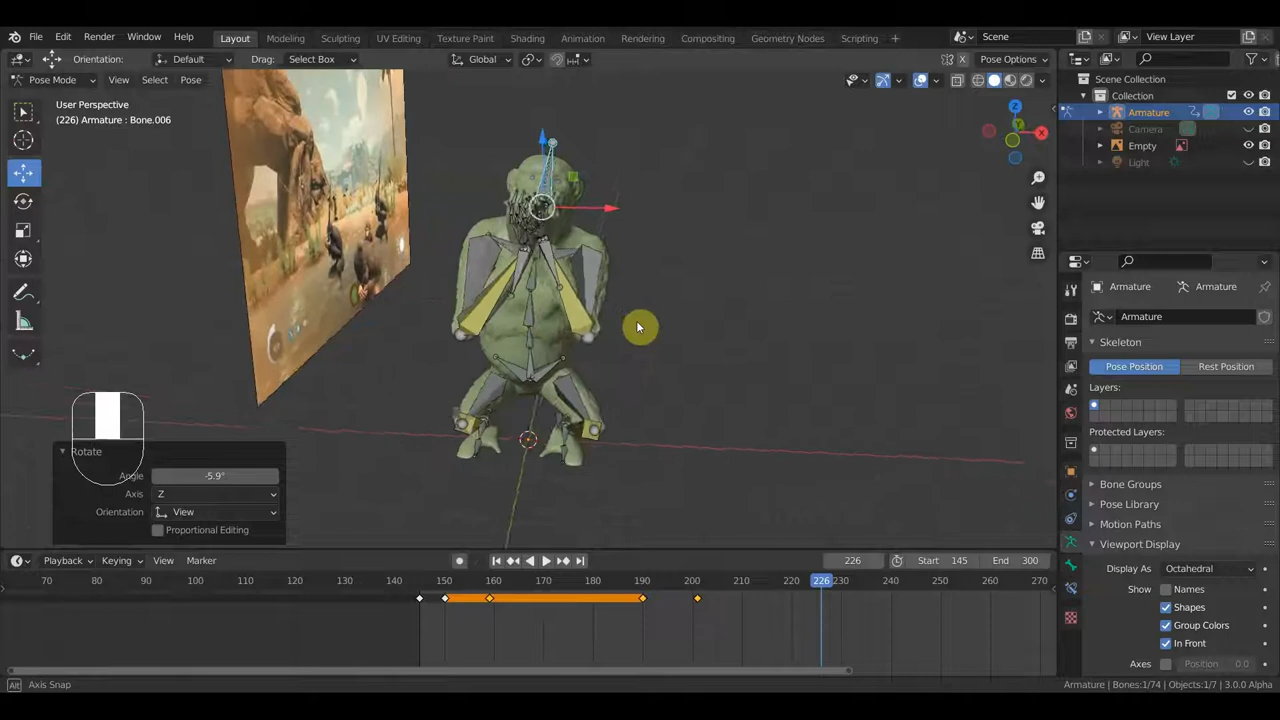 File Edit Render Window Help Layout Modeling Sculpting UV Editing Texture Paint Shading Animation Rendering Compositing Geometry Nodes Scripting + Scene View Layer
Orientation: Default Drag: Select Box Global Pose Options
Pose Mode View Select Pose
User Perspective
(226) Armature : Bone.006
X
Scene Collection
Collection
Armature
Camera
Empty
Light
Armature Armature
Armature
Skeleton
Pose Position Rest Position
Layers:
Protected Layers:
Bone Groups
Pose Library
Motion Paths
Viewport Display
Display As Octahedral
Show Names
Shapes
Group Colors
In Front
Axes Position 0.0
Rotate
Angle -5.9°
Axis Z
Orientation View
Proportional Editing
Playback Keying View Marker 226 Start 145 End 300
70 80 90 100 110 120 130 140 150 160 170 180 190 200 210 220 226 230 240 250 260 270
Alt Axis Snap Armature | Bones:1/74 | Objects:1/7 | 3.0.0 Alpha